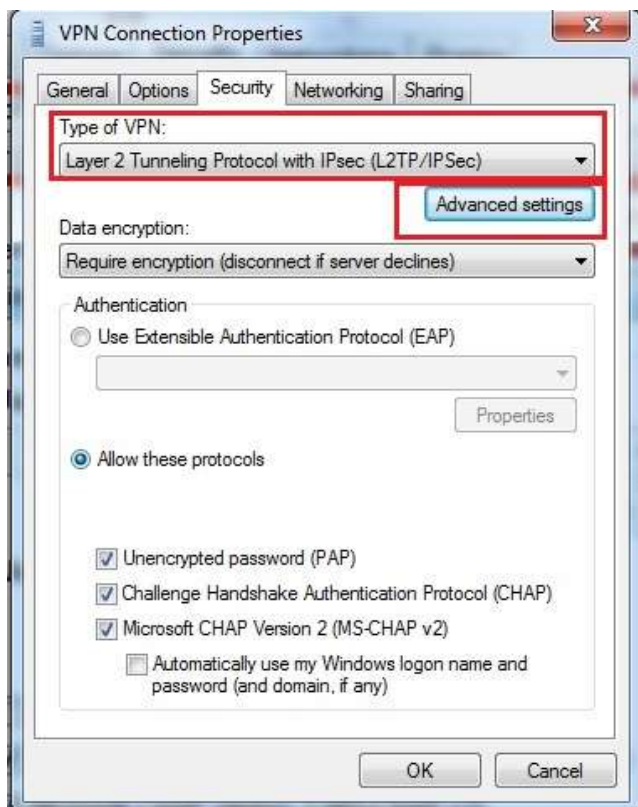 VPN Connection Properties
General Options Security Networking Sharing
Type of VPN:
Layer 2 Tunneling Protocol with IPsec (L2TP/IPSec)
Advanced settings
Data encryption:
Require encryption (disconnect if server declines)
Authentication
Use Extensible Authentication Protocol (EAP)
Properties
Allow these protocols
Unencrypted password (PAP)
Challenge Handshake Authentication Protocol (CHAP)
Microsoft CHAP Version 2 (MS-CHAP v2)
Automatically use my Windows logon name and
password (and domain, if any)
OK Cancel